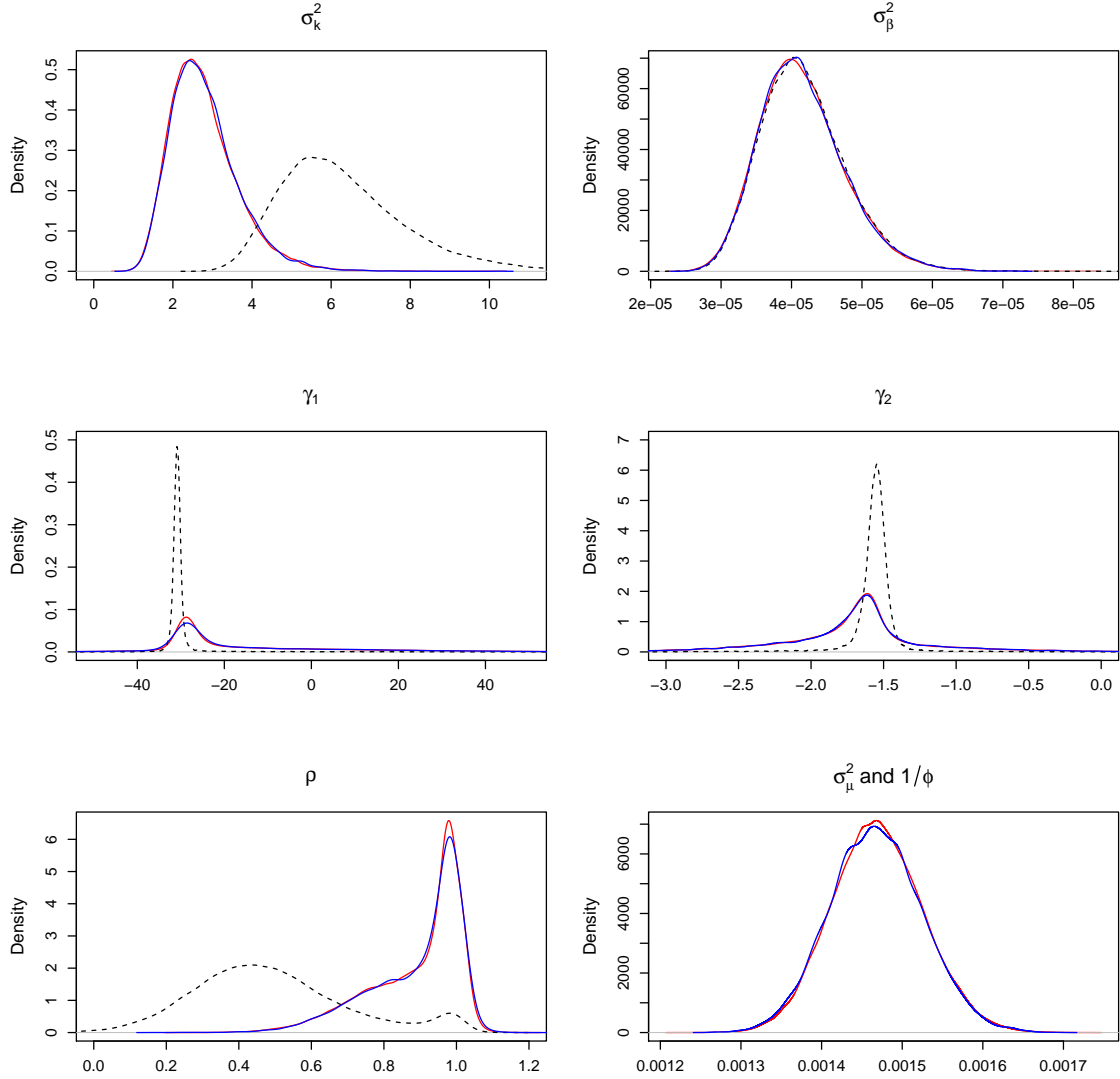 σ²ₖ
σ²ᵦ
Density
0.0 0.1 0.2 0.3 0.4 0.5
0 2 4 6 8 10
Density
0 20000 40000 60000
2e−05 3e−05 4e−05 5e−05 6e−05 7e−05 8e−05
γ₁
γ₂
Density
0.0 0.1 0.2 0.3 0.4 0.5
−40 −20 0 20 40
Density
0 1 2 3 4 5 6 7
−3.0 −2.5 −2.0 −1.5 −1.0 −0.5 0.0
ρ
σ²μ and 1/ϕ
Density
0 1 2 3 4 5 6
0.0 0.2 0.4 0.6 0.8 1.0 1.2
Density
0 2000 4000 6000
0.0012 0.0013 0.0014 0.0015 0.0016 0.0017